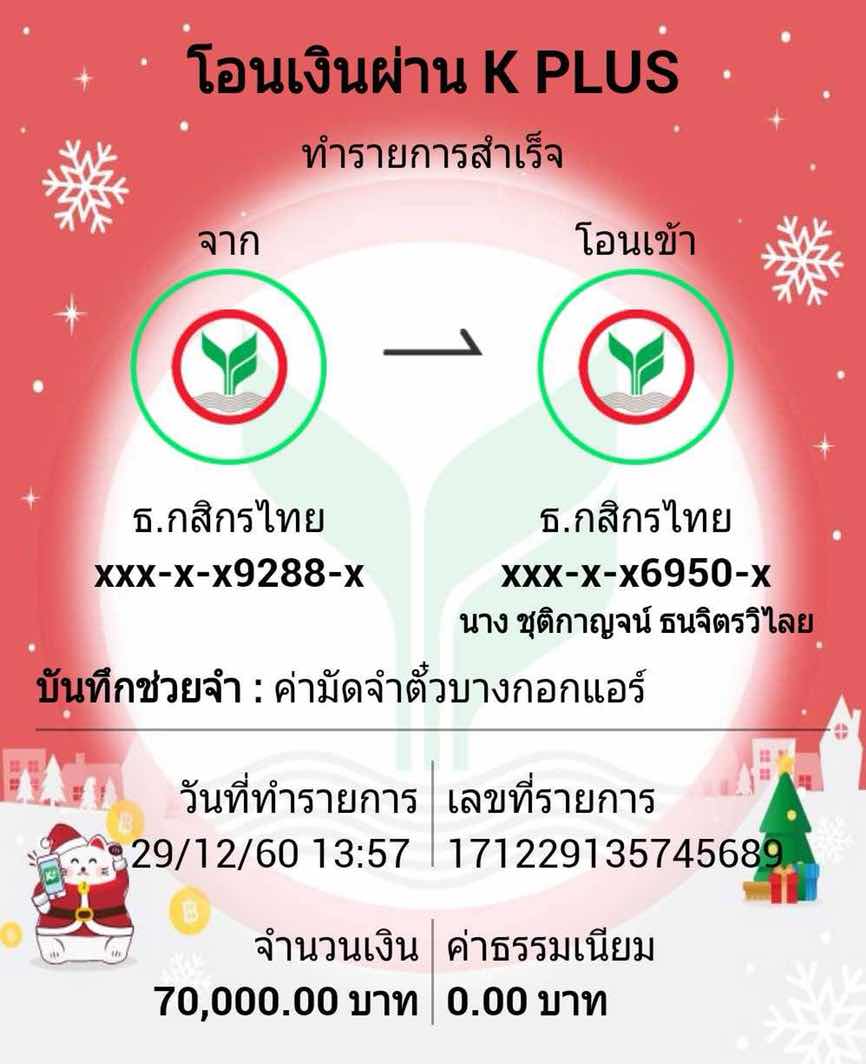 โอนเงินผ่าน K PLUS
ทำรายการสำเร็จ
จาก
โอนเข้า
ธ.กสิกรไทย
xxx-x-x9288-x
ธ.กสิกรไทย
xxx-x-x6950-x
นาง ชุติกาญจน์ ธนจิตรวิไลย
บันทึกช่วยจำ : ค่ามัดจำตั๋วบางกอกแอร์
วันที่ทำรายการ
29/12/60 13:57
เลขที่รายการ
171229135745689
จำนวนเงิน
70,000.00 บาท
ค่าธรรมเนียม
0.00 บาท